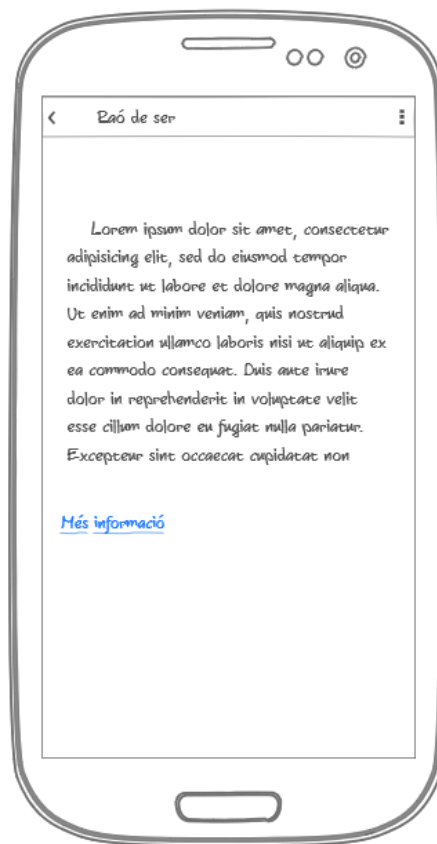 Raó de ser
Lorem ipsum dolor sit amet, consectetur
adipisicing elit, sed do eiusmod tempor
incididunt ut labore et dolore magna aliqua.
Ut enim ad minim veniam, quis nostrud
exercitation ullamco laboris nisi ut aliquip ex
ea commodo consequat. Duis aute irure
dolor in reprehenderit in voluptate velit
esse cillum dolore eu fugiat nulla pariatur.
Excepteur sint occaecat cupidatat non
Més informació